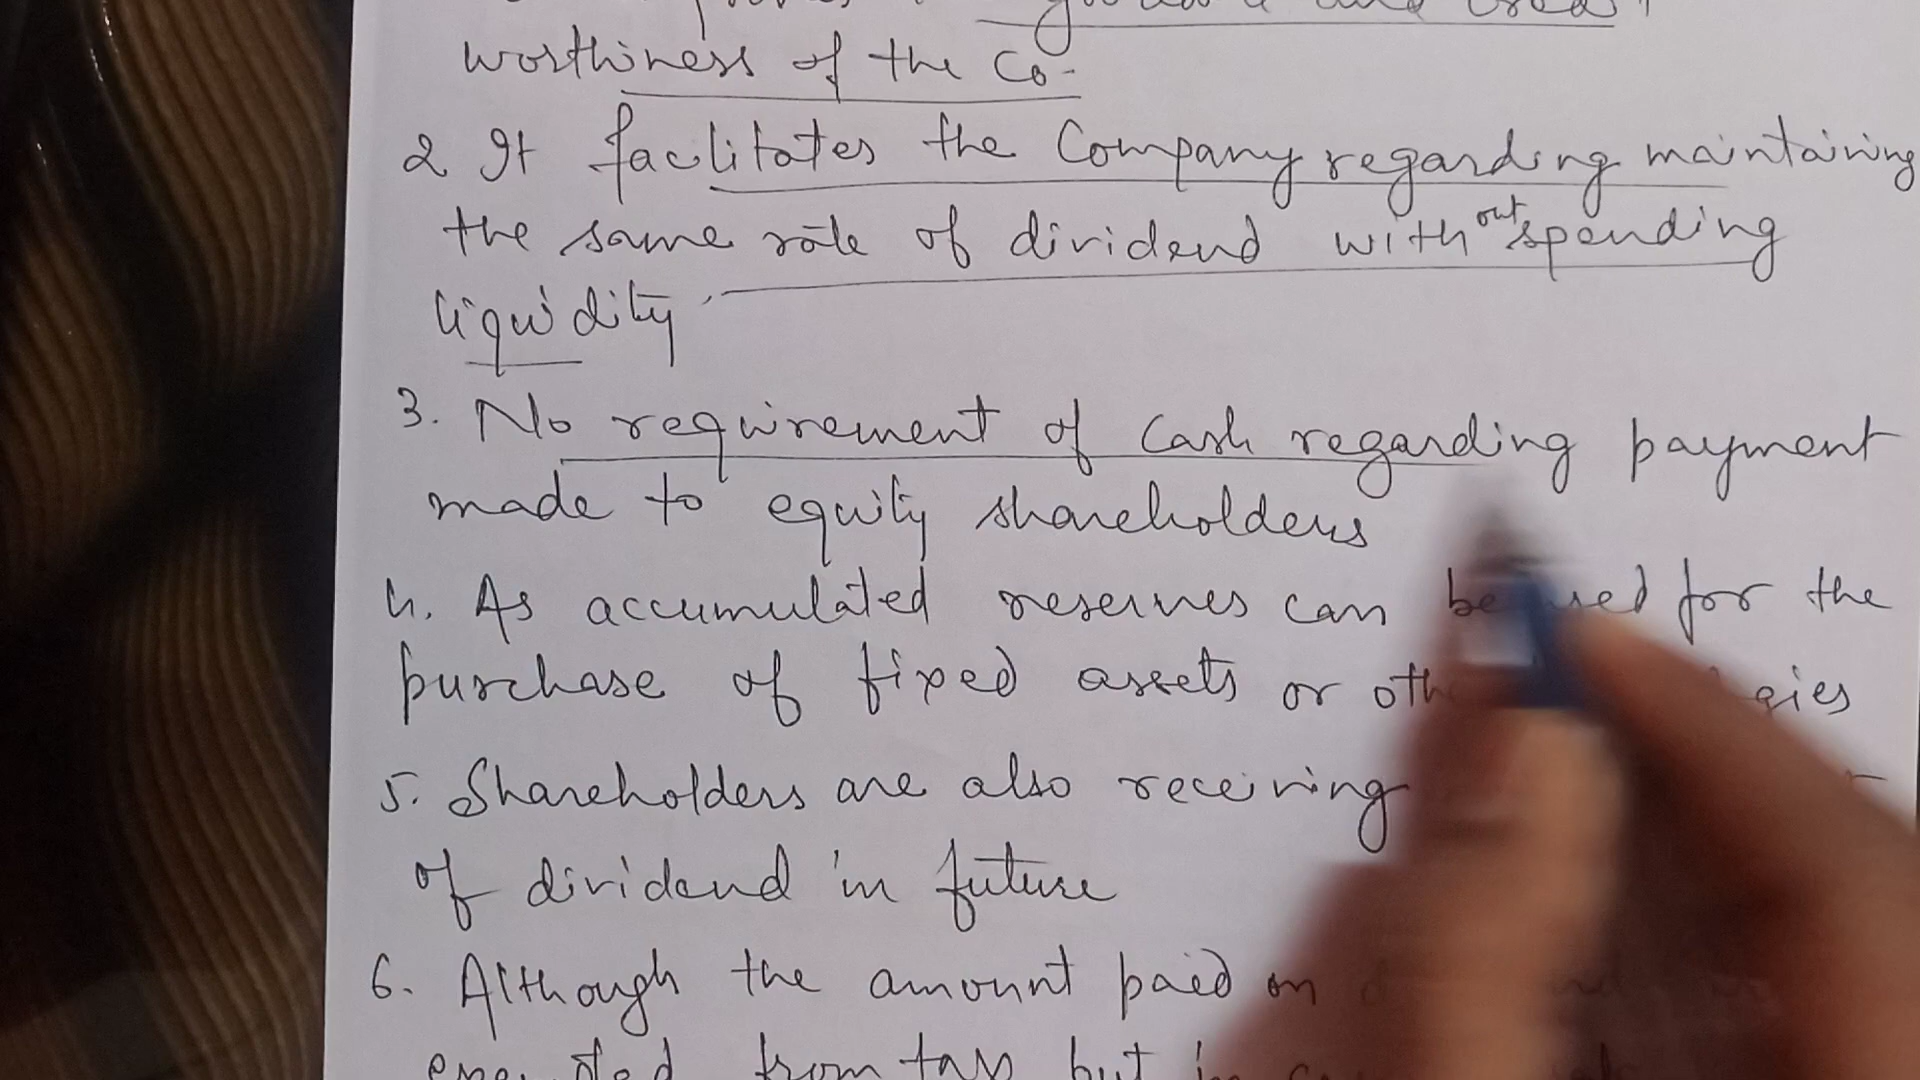 worthiness of the Co.
2 It facilitates the Company regarding maintaining
the same rate of dividend without spending
liquidity
3. No requirement of Cash regarding payment
made to equity shareholders
4. As accumulated reserves can be used for the
purchase of fixed assets or
5. Shareholders are also receiving
of dividend in future
6. Although the amount paid on
from tax but